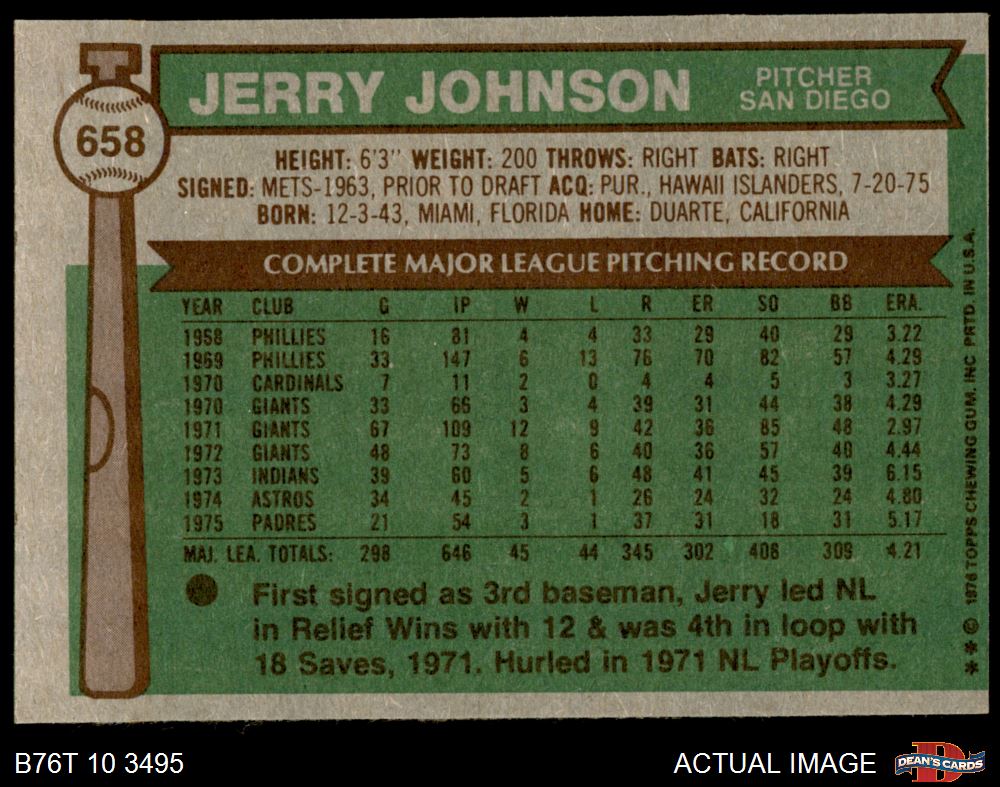 JERRY JOHNSON
PITCHER
SAN DIEGO
658
HEIGHT: 6'3" WEIGHT: 200 THROWS: RIGHT BATS: RIGHT
SIGNED: METS-1963, PRIOR TO DRAFT ACQ: PUR., HAWAII ISLANDERS, 7-20-75
BORN: 12-3-43, MIAMI, FLORIDA HOME: DUARTE, CALIFORNIA
COMPLETE MAJOR LEAGUE PITCHING RECORD
YEAR CLUB G IP W L R ER SO BB ERA.
1968 PHILLIES 16 81 4 4 33 29 40 29 3.22
1969 PHILLIES 33 147 6 13 76 70 82 57 4.29
1970 CARDINALS 7 11 2 0 4 4 5 3 3.27
1970 GIANTS 33 65 3 4 39 31 44 38 4.29
1971 GIANTS 67 109 12 9 42 36 85 48 2.97
1972 GIANTS 48 73 8 6 40 36 57 40 4.44
1973 INDIANS 39 60 5 6 48 41 45 39 6.15
1974 ASTROS 34 45 2 1 26 24 32 24 4.80
1975 PADRES 21 54 3 1 37 31 18 31 5.17
MAJ. LEA. TOTALS: 298 646 45 44 345 302 408 309 4.21
First signed as 3rd baseman, Jerry led NL
in Relief Wins with 12 & was 4th in loop with
18 Saves, 1971. Hurled in 1971 NL Playoffs.
** © 1976 TOPPS CHEWING GUM, INC PRTD. IN U.S.A.
B76T 10 3495
ACTUAL IMAGE
DEAN'S CARDS